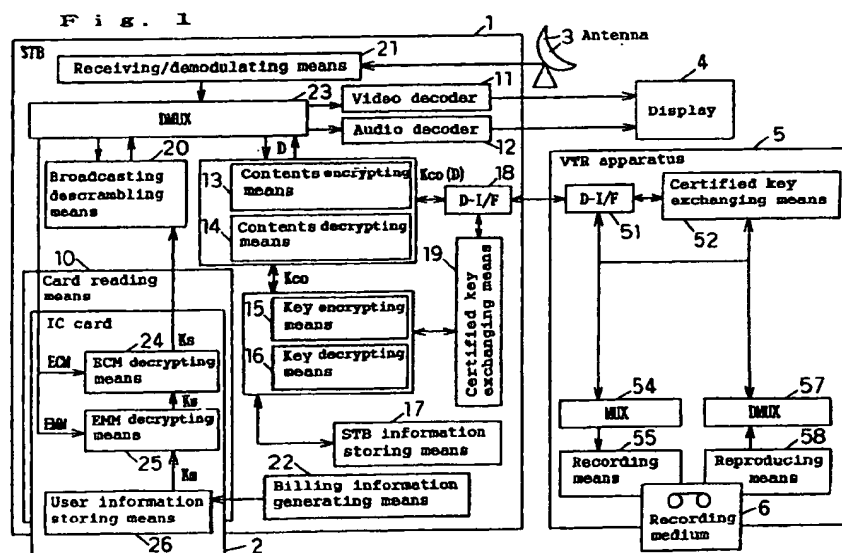 Fig. 1
STB
1
21
Receiving/demodulating means
3
Antenna
23
DMUX
11
Video decoder
Audio decoder
12
4
Display
20
Broadcasting
descrambling
means
D
13
Contents encrypting
means
14
Contents decrypting
means
Kco(D)
18
D-I/F
5
VTR apparatus
D-I/F
51
Certified key
exchanging means
52
10
Card reading
means
Kco
15
Key encrypting
means
16
Key decrypting
means
19
Certified key
exchanging means
IC card
Ks
24
ECM
ECM decrypting
means
Ks
EMM
EMM decrypting
means
25
Ks
17
STB information
storing means
22
Billing information
generating means
User information
storing means
26
2
54
MUX
55
Recording
means
57
DMUX
58
Reproducing
means
Recording
medium
6